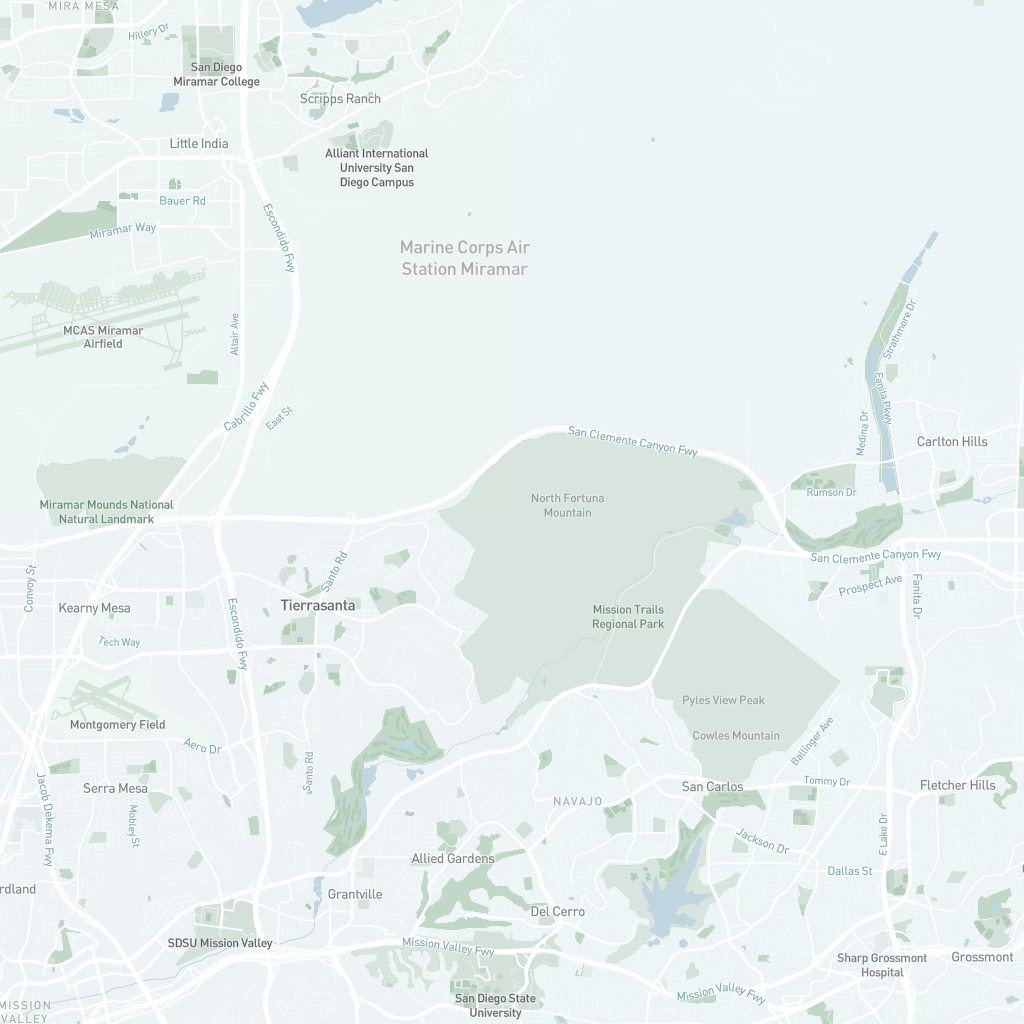 MIRA MESA
Hillery Dr
San Diego
Miramar College
Scripps Ranch
Little India
Alliant International
University San
Diego Campus
Bauer Rd
Miramar Way
Escondido Fwy
Marine Corps Air
Station Miramar
MCAS Miramar
Airfield
Altair Ave
Strathmore Dr
Fanita Pkwy
Cabrillo Fwy
East St
San Clemente Canyon Fwy
Medina Dr
Carlton Hills
Rumson Dr
Miramar Mounds National
Natural Landmark
North Fortuna
Mountain
San Clemente Canyon Fwy
Prospect Ave
Fanita Dr
Convoy St
Santo Rd
Kearny Mesa
Tierrasanta
Mission Trails
Regional Park
Tech Way
Escondido Fwy
Pyles View Peak
Cowles Mountain
Montgomery Field
Aero Dr
Ballinger Ave
Santo Rd
Serra Mesa
San Carlos
Tommy Dr
Fletcher Hills
NAVAJO
Jacob Dekema Fwy
Mobley St
Jackson Dr
E Lake Dr
Allied Gardens
Dallas St
rdland
Grantville
Del Cerro
SDSU Mission Valley
Mission Valley Fwy
Sharp Grossmont
Hospital
Grossmont
Mission Valley Fwy
San Diego State
University
MISSION
VALLEY